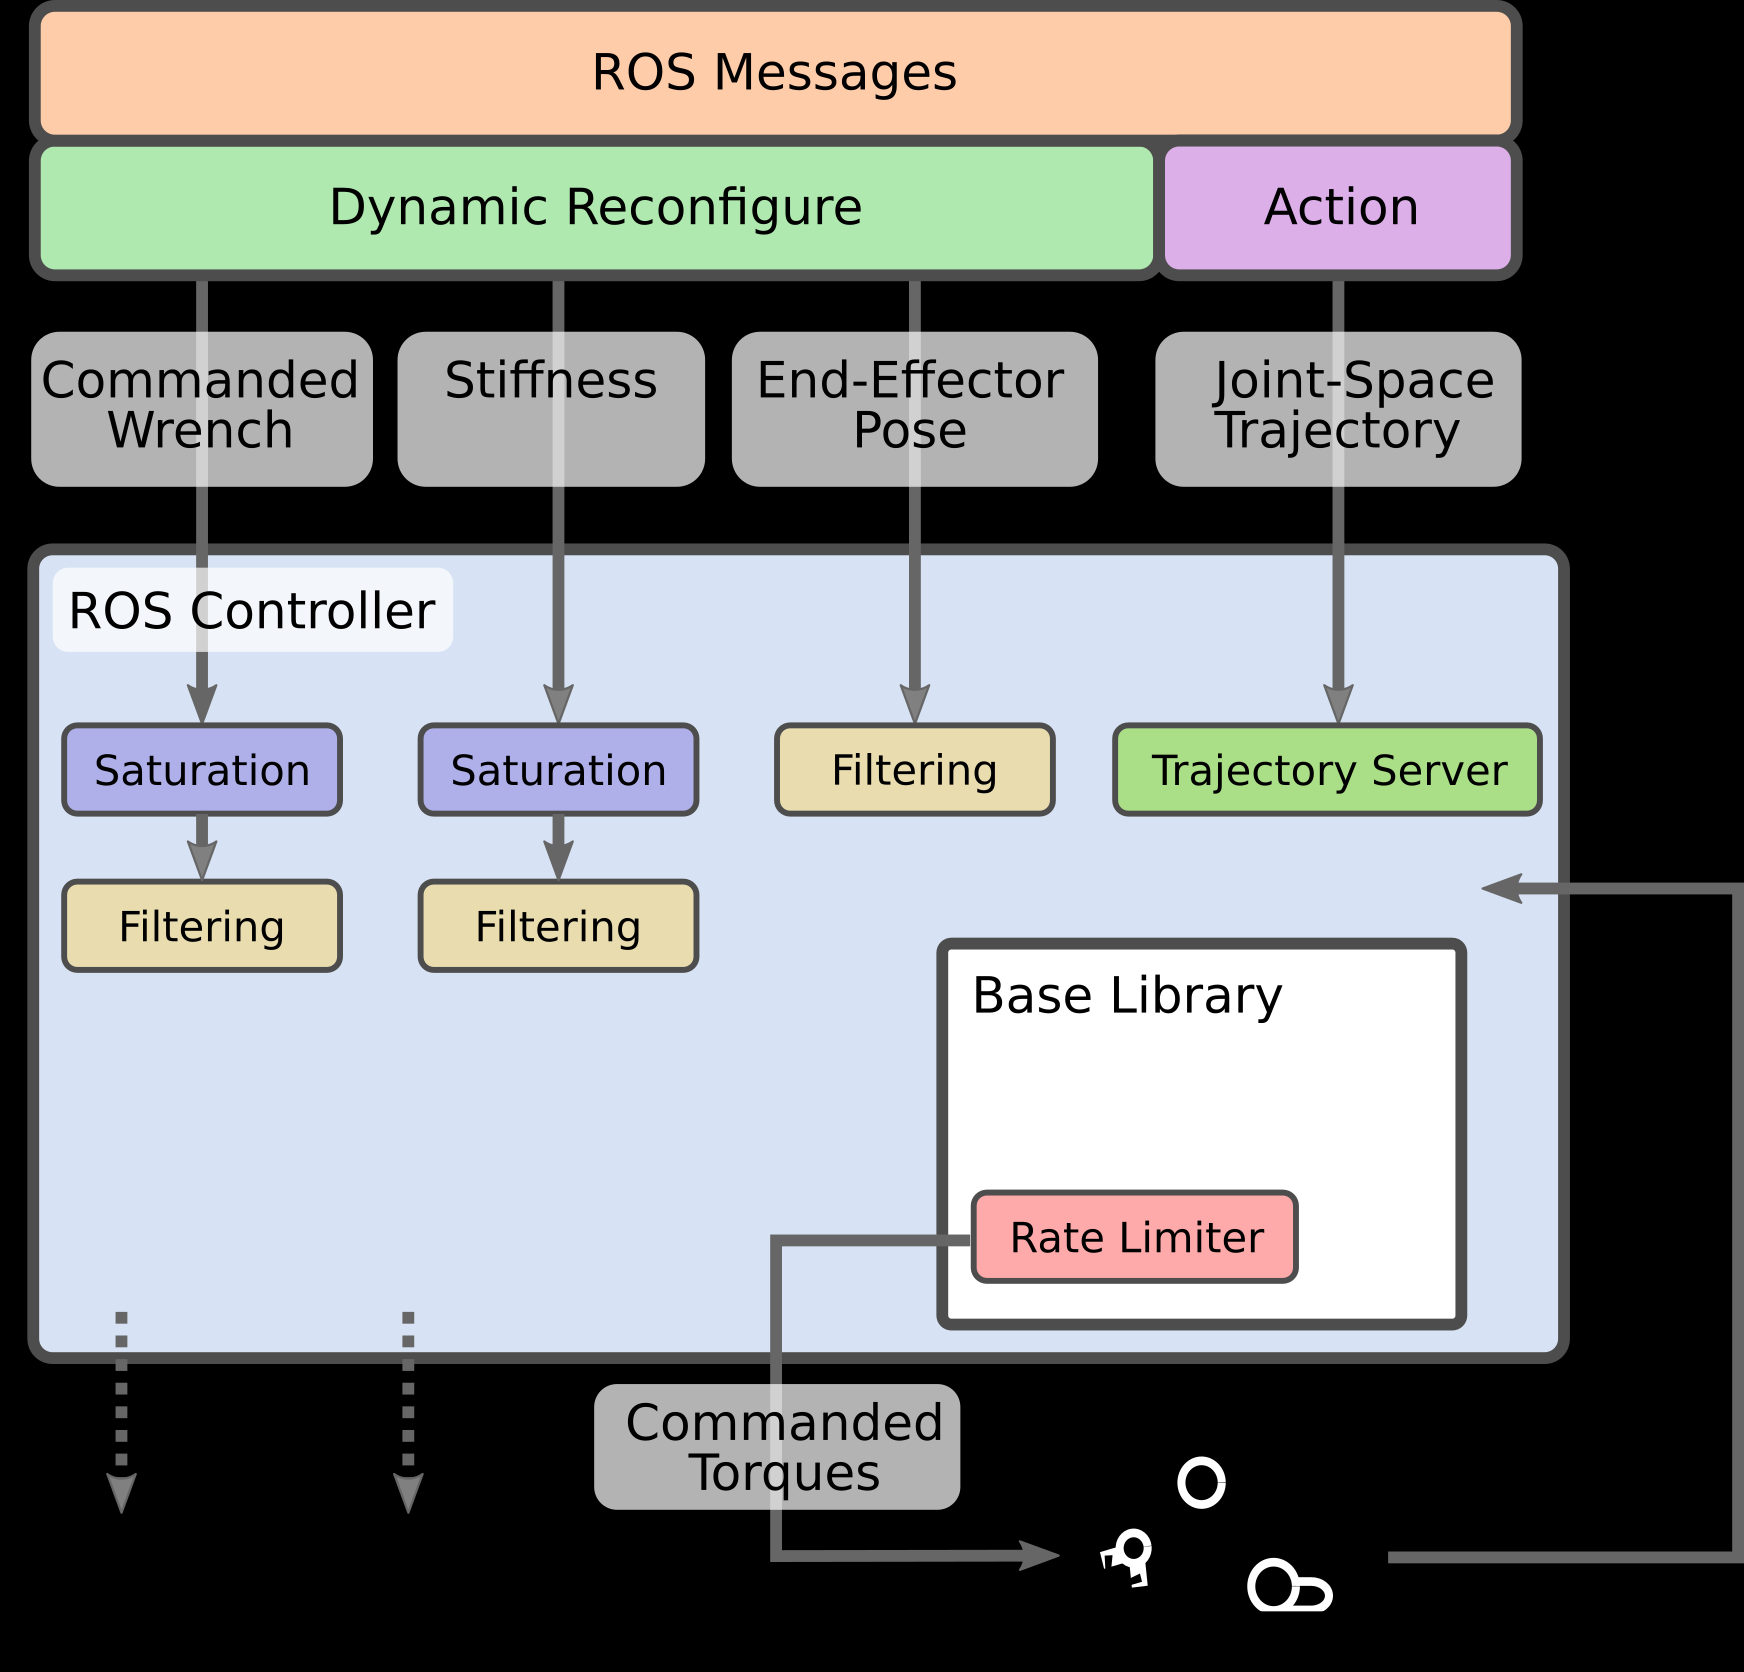 ROS Messages
Dynamic Reconfigure
Action
Commanded
Wrench
Stiffness
End-Effector
Pose
Joint-Space
Trajectory
ROS Controller
Saturation
Saturation
Filtering
Trajectory Server
Filtering
Filtering
Base Library
Rate Limiter
Commanded
Torques